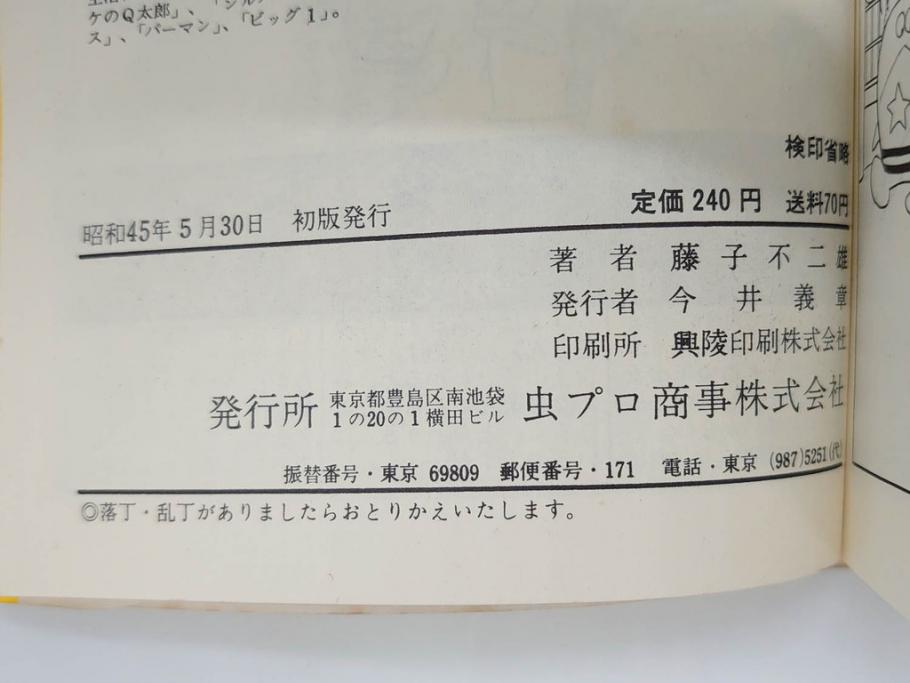 ケのQ太郎」、「シル
ス」、「パーマン」、「ビッグ1」。
検印省略
定価240円 送料70円
昭和45年5月30日 初版発行
著者 藤子不二雄
発行者 今井義章
印刷所 興陵印刷株式会社
発行所 東京都豊島区南池袋
1の20の1横田ビル 虫プロ商事株式会社
振替番号・東京 69809 郵便番号・171 電話・東京 (987)5251(代)
◎落丁・乱丁がありましたらおとりかえいたします。